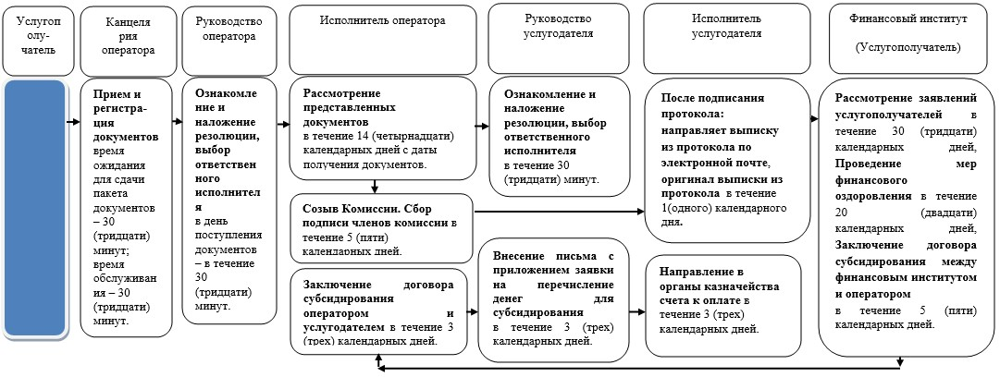 Услугоп
олу-
чатель
Канцеля
рия
оператора
Руководство
оператора
Исполнитель оператора
Руководство
услугодателя
Исполнитель
услугодателя
Финансовый институт
(Услугополучатель)
Прием и
регистра-
ция
документов
время
ожидания
для сдачи
пакета
документов
– 30
(тридцати)
минут;
время
обслуживан
ия – 30
(тридцати)
минут.
Ознакомле
ние и
наложение
резолюции,
выбор
ответствен
ного
исполнител
я
в день
поступления
документов
– в течение
30
(тридцати)
минут.
Рассмотрение
представленных
документов
в течение 14 (четырнадцати)
календарных дней с даты
получения документов.
Созыв Комиссии. Сбор
подписи членов комиссии в
течение 5 (пяти)
календарных дней.
Заключение договора
субсидирования
оператором и
услугодателем в течение 3
(трех) календарных дней.
Ознакомление и
наложение
резолюции, выбор
ответственного
исполнителя
в течение 30
(тридцати) минут.
Внесение письма с
приложением заявки
на перечисление
денег для
субсидирования
в течение 3 (трех)
календарных дней.
После подписания
протокола:
направляет выписку
из протокола по
электронной почте,
оригинал выписки из
протокола в течение
1(одного) календарного
дня.
Направление в
органы казначейства
счета к оплате в
течение 3 (трех)
календарных дней.
Рассмотрение заявлений
услугополучателей в
течение 30 (тридцати)
календарных дней,
Проведение мер
финансового
оздоровления в течение
20 (двадцати)
календарных дней,
Заключение договора
субсидирования между
финансовым институтом
и оператором
в течение 5 (пяти)
календарных дней.